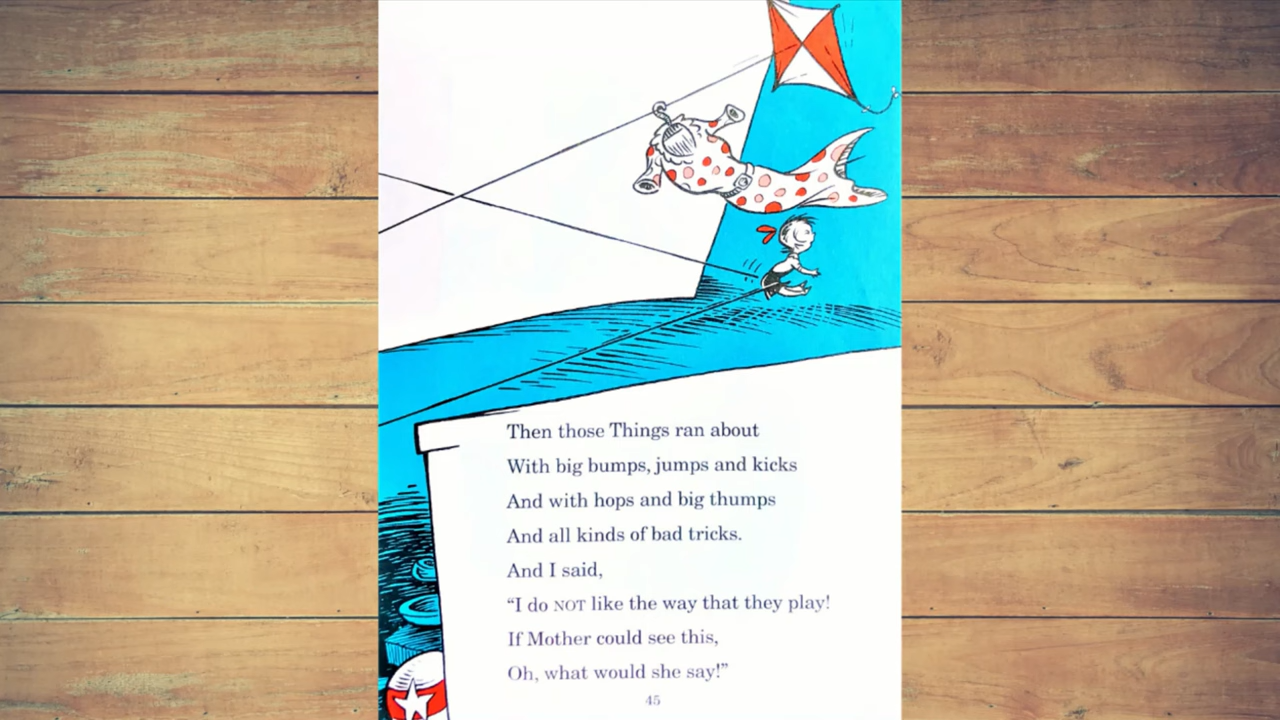 Then those Things ran about
With big bumps, jumps and kicks
And with hops and big thumps
And all kinds of bad tricks.
And I said,
“I do NOT like the way that they play!
If Mother could see this,
Oh, what would she say!”
45